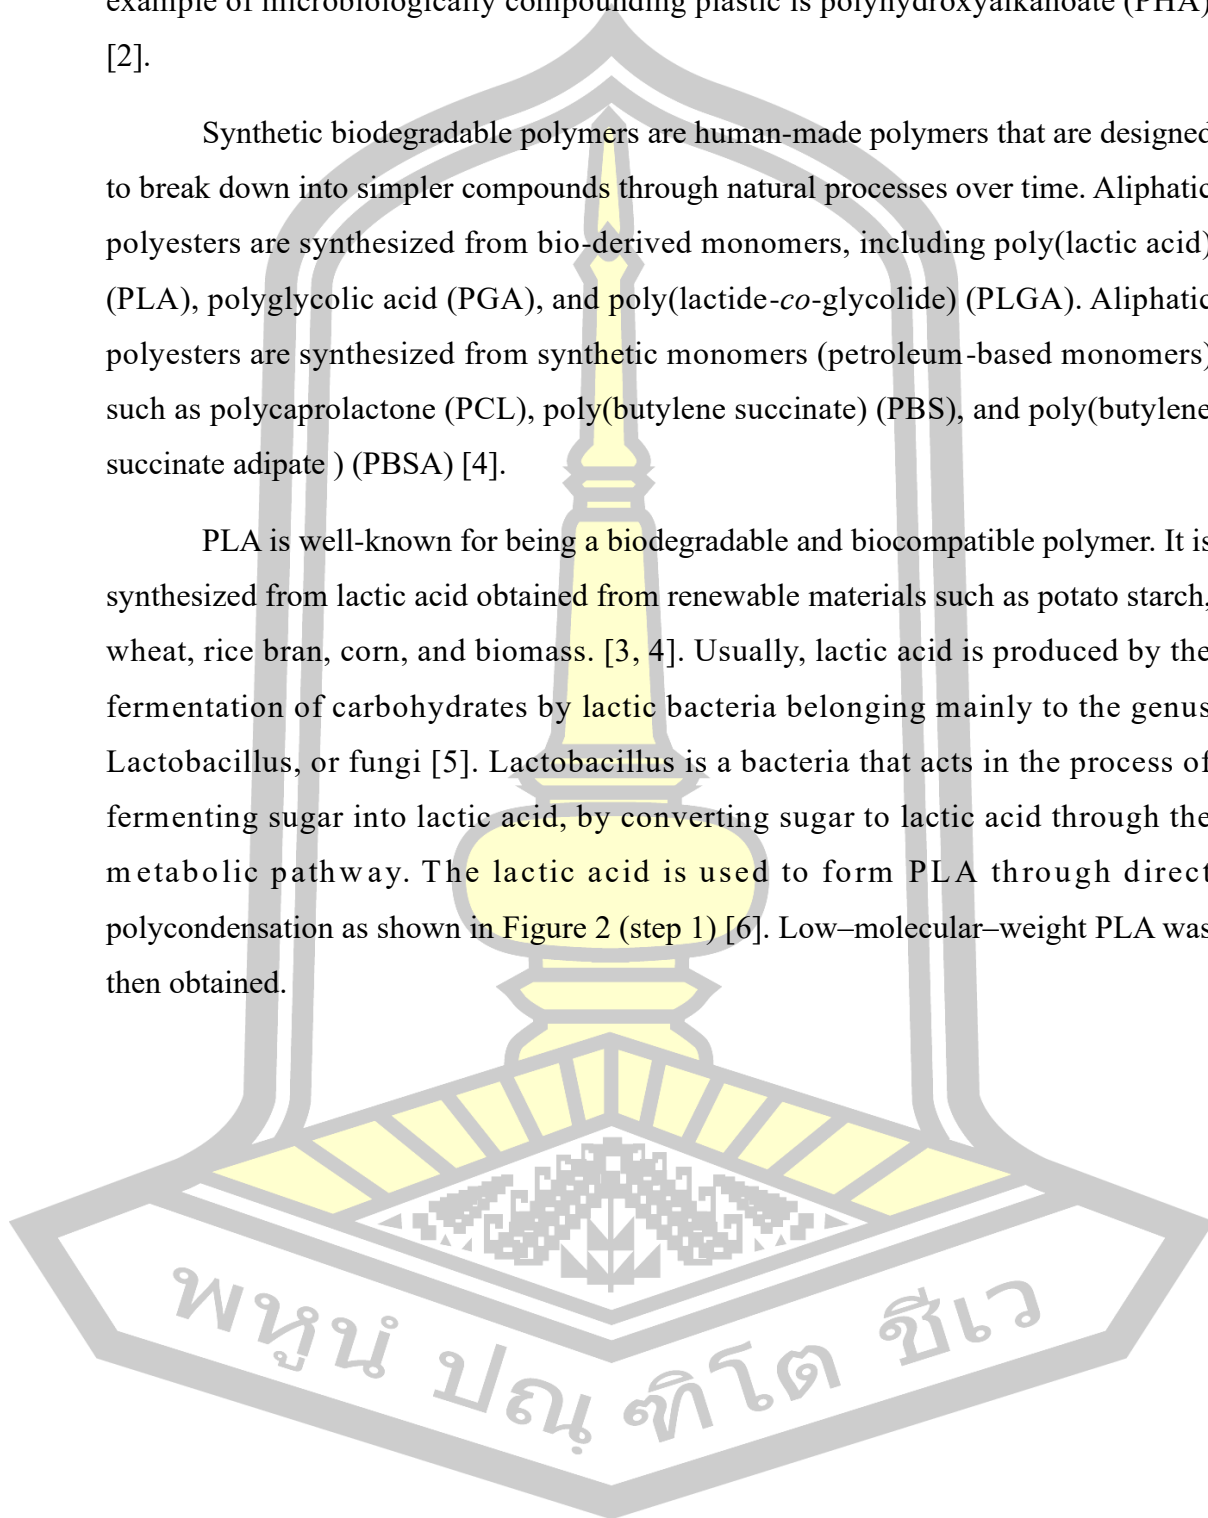 example of microbiologically compounding plastic is polyhydroxyalkanoate (PHA)
[2].
Synthetic biodegradable polymers are human-made polymers that are designed
to break down into simpler compounds through natural processes over time. Aliphatic
polyesters are synthesized from bio-derived monomers, including poly(lactic acid)
(PLA), polyglycolic acid (PGA), and poly(lactide-co-glycolide) (PLGA). Aliphatic
polyesters are synthesized from synthetic monomers (petroleum-based monomers)
such as polycaprolactone (PCL), poly(butylene succinate) (PBS), and poly(butylene
succinate adipate ) (PBSA) [4].
PLA is well-known for being a biodegradable and biocompatible polymer. It is
synthesized from lactic acid obtained from renewable materials such as potato starch,
wheat, rice bran, corn, and biomass. [3, 4]. Usually, lactic acid is produced by the
fermentation of carbohydrates by lactic bacteria belonging mainly to the genus
Lactobacillus, or fungi [5]. Lactobacillus is a bacteria that acts in the process of
fermenting sugar into lactic acid, by converting sugar to lactic acid through the
metabolic pathway. The lactic acid is used to form PLA through direct
polycondensation as shown in Figure 2 (step 1) [6]. Low–molecular–weight PLA was
then obtained.
พหูนํ ปณฺ ฑิโต ชีเว